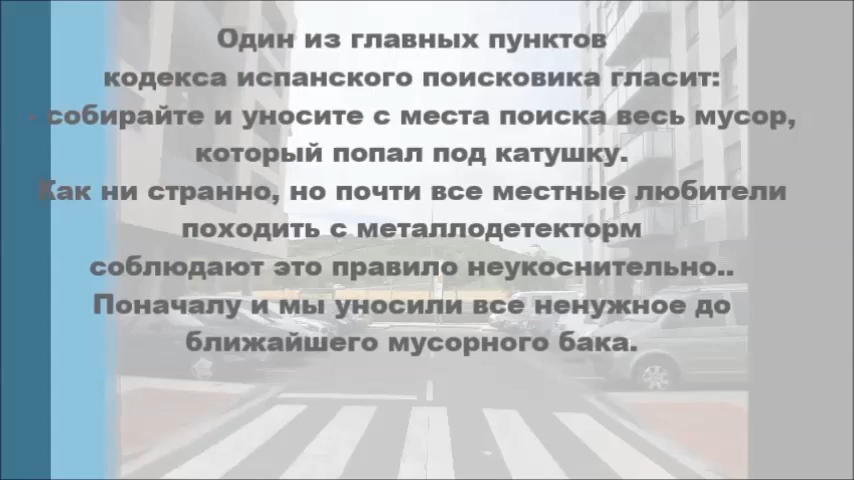 Один из главных пунктов
кодекса испанского поисковика гласит:
- собирайте и уносите с места поиска весь мусор,
который попал под катушку.
Как ни странно, но почти все местные любители
походить с металлодетекторм
соблюдают это правило неукоснительно..
Поначалу и мы уносили все ненужное до
ближайшего мусорного бака.